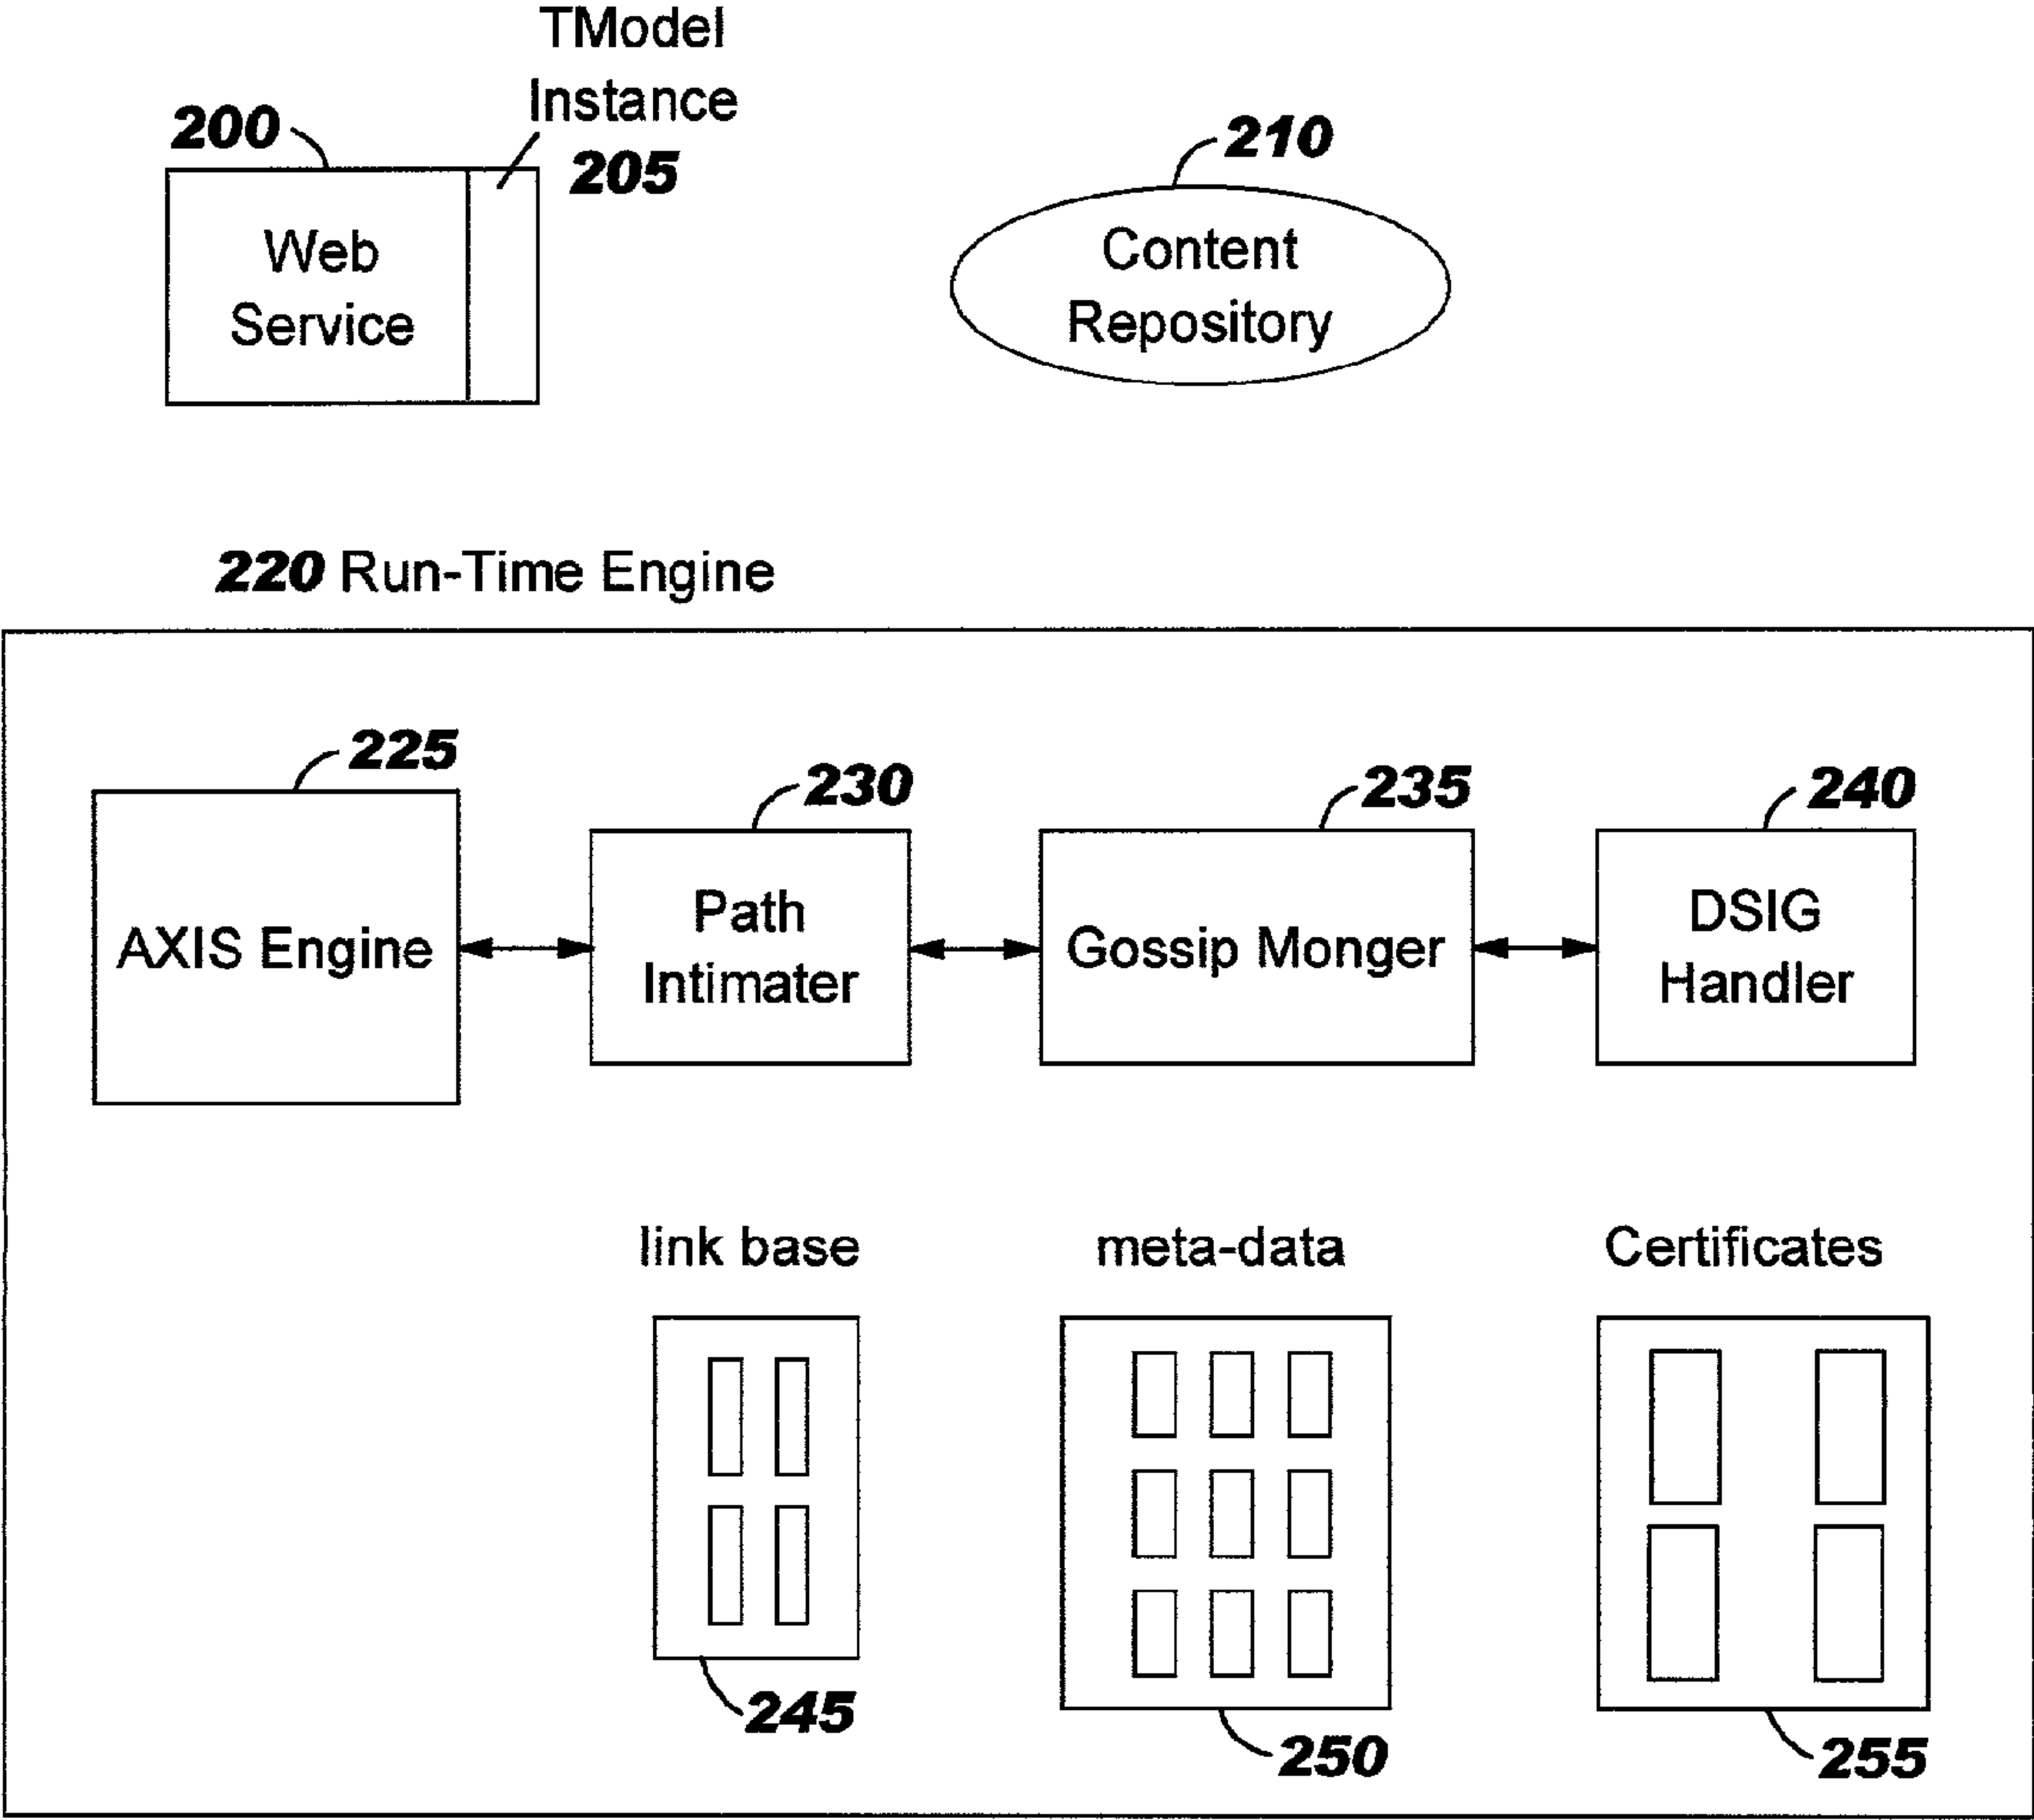 TModel
Instance
200
205
210
Web
Service
Content
Repository
220 Run-Time Engine
225
230
235
240
AXIS Engine
Path
Intimater
Gossip Monger
DSIG
Handler
link base
meta-data
Certificates
245
250
255